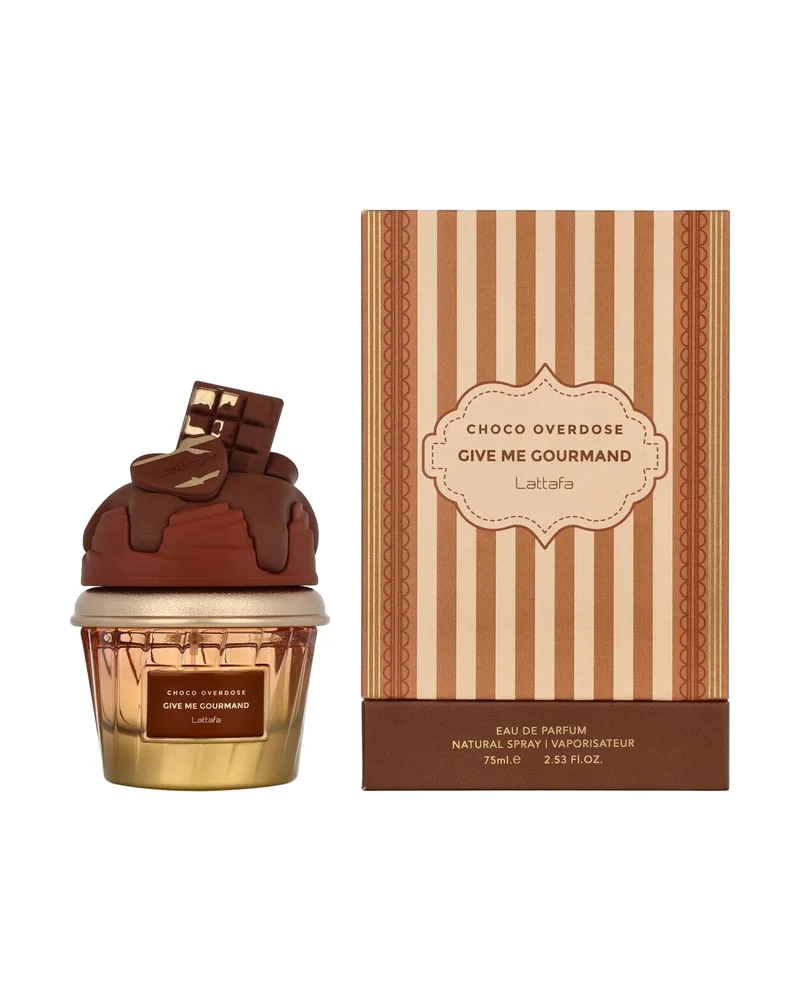 Lattafa
CHOCO OVERDOSE
GIVE ME GOURMAND
Lattafa
CHOCO OVERDOSE
GIVE ME GOURMAND
Lattafa
EAU DE PARFUM
NATURAL SPRAY | VAPORISATEUR
75ml.e 2.53 Fl.OZ.